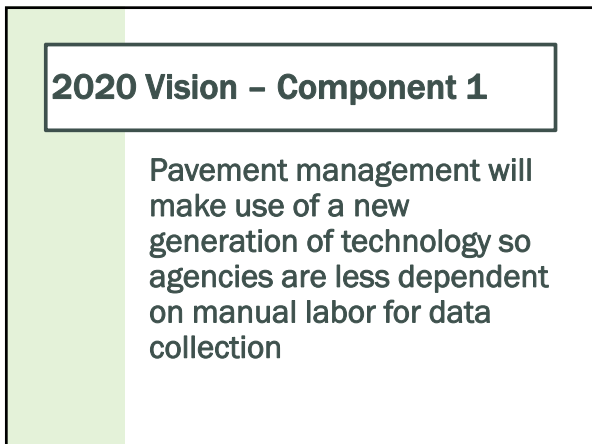 2020 Vision – Component 1
Pavement management will
make use of a new
generation of technology so
agencies are less dependent
on manual labor for data
collection